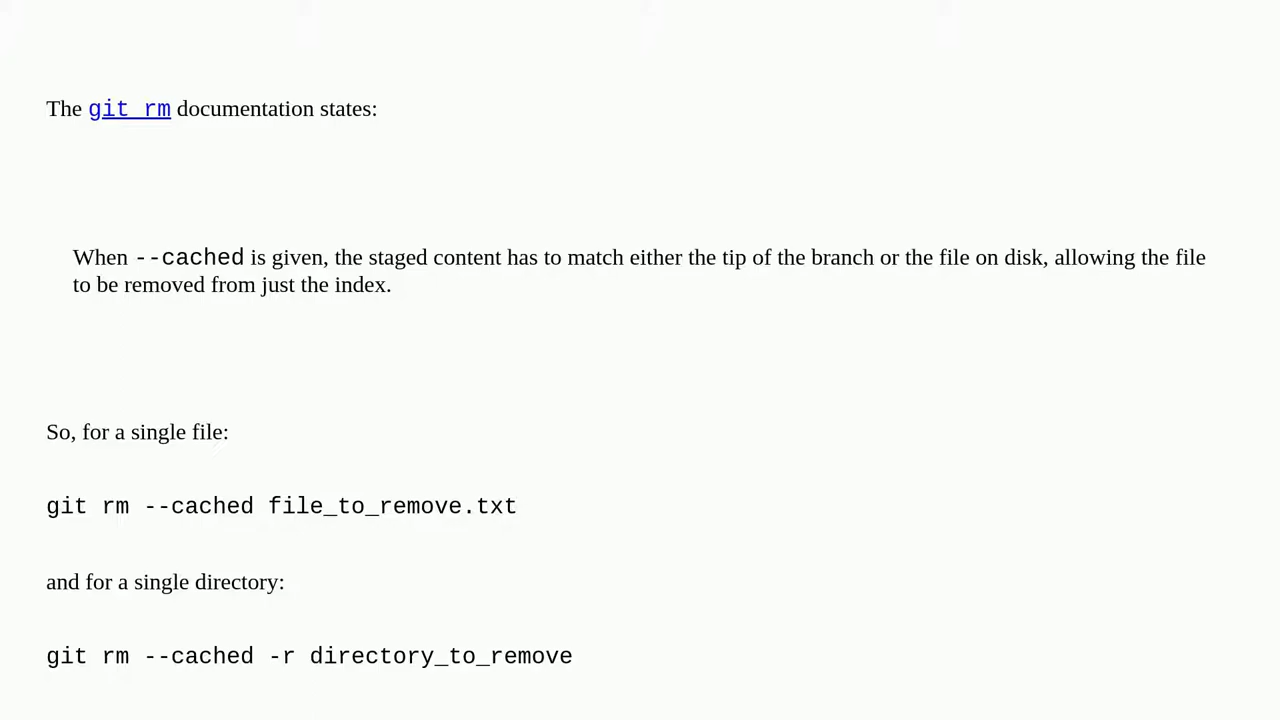 The git rm documentation states:
When --cached is given, the staged content has to match either the tip of the branch or the file on disk, allowing the file
to be removed from just the index.
So, for a single file:
git rm --cached file_to_remove.txt
and for a single directory:
git rm --cached -r directory_to_remove